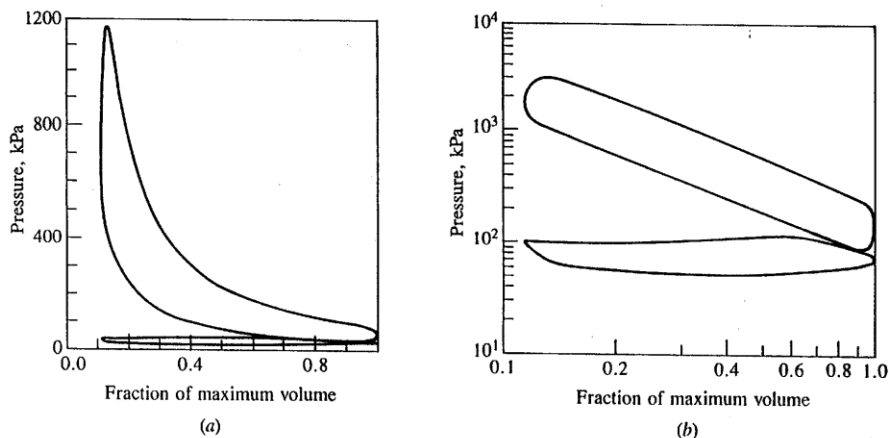 1200
800
400
0
Pressure, kPa
0.0
0.4
0.8
Fraction of maximum volume
(a)
10⁴
10³
10²
10¹
Pressure, kPa
0.1
0.2
0.4
0.6
0.8
1.0
Fraction of maximum volume
(b)